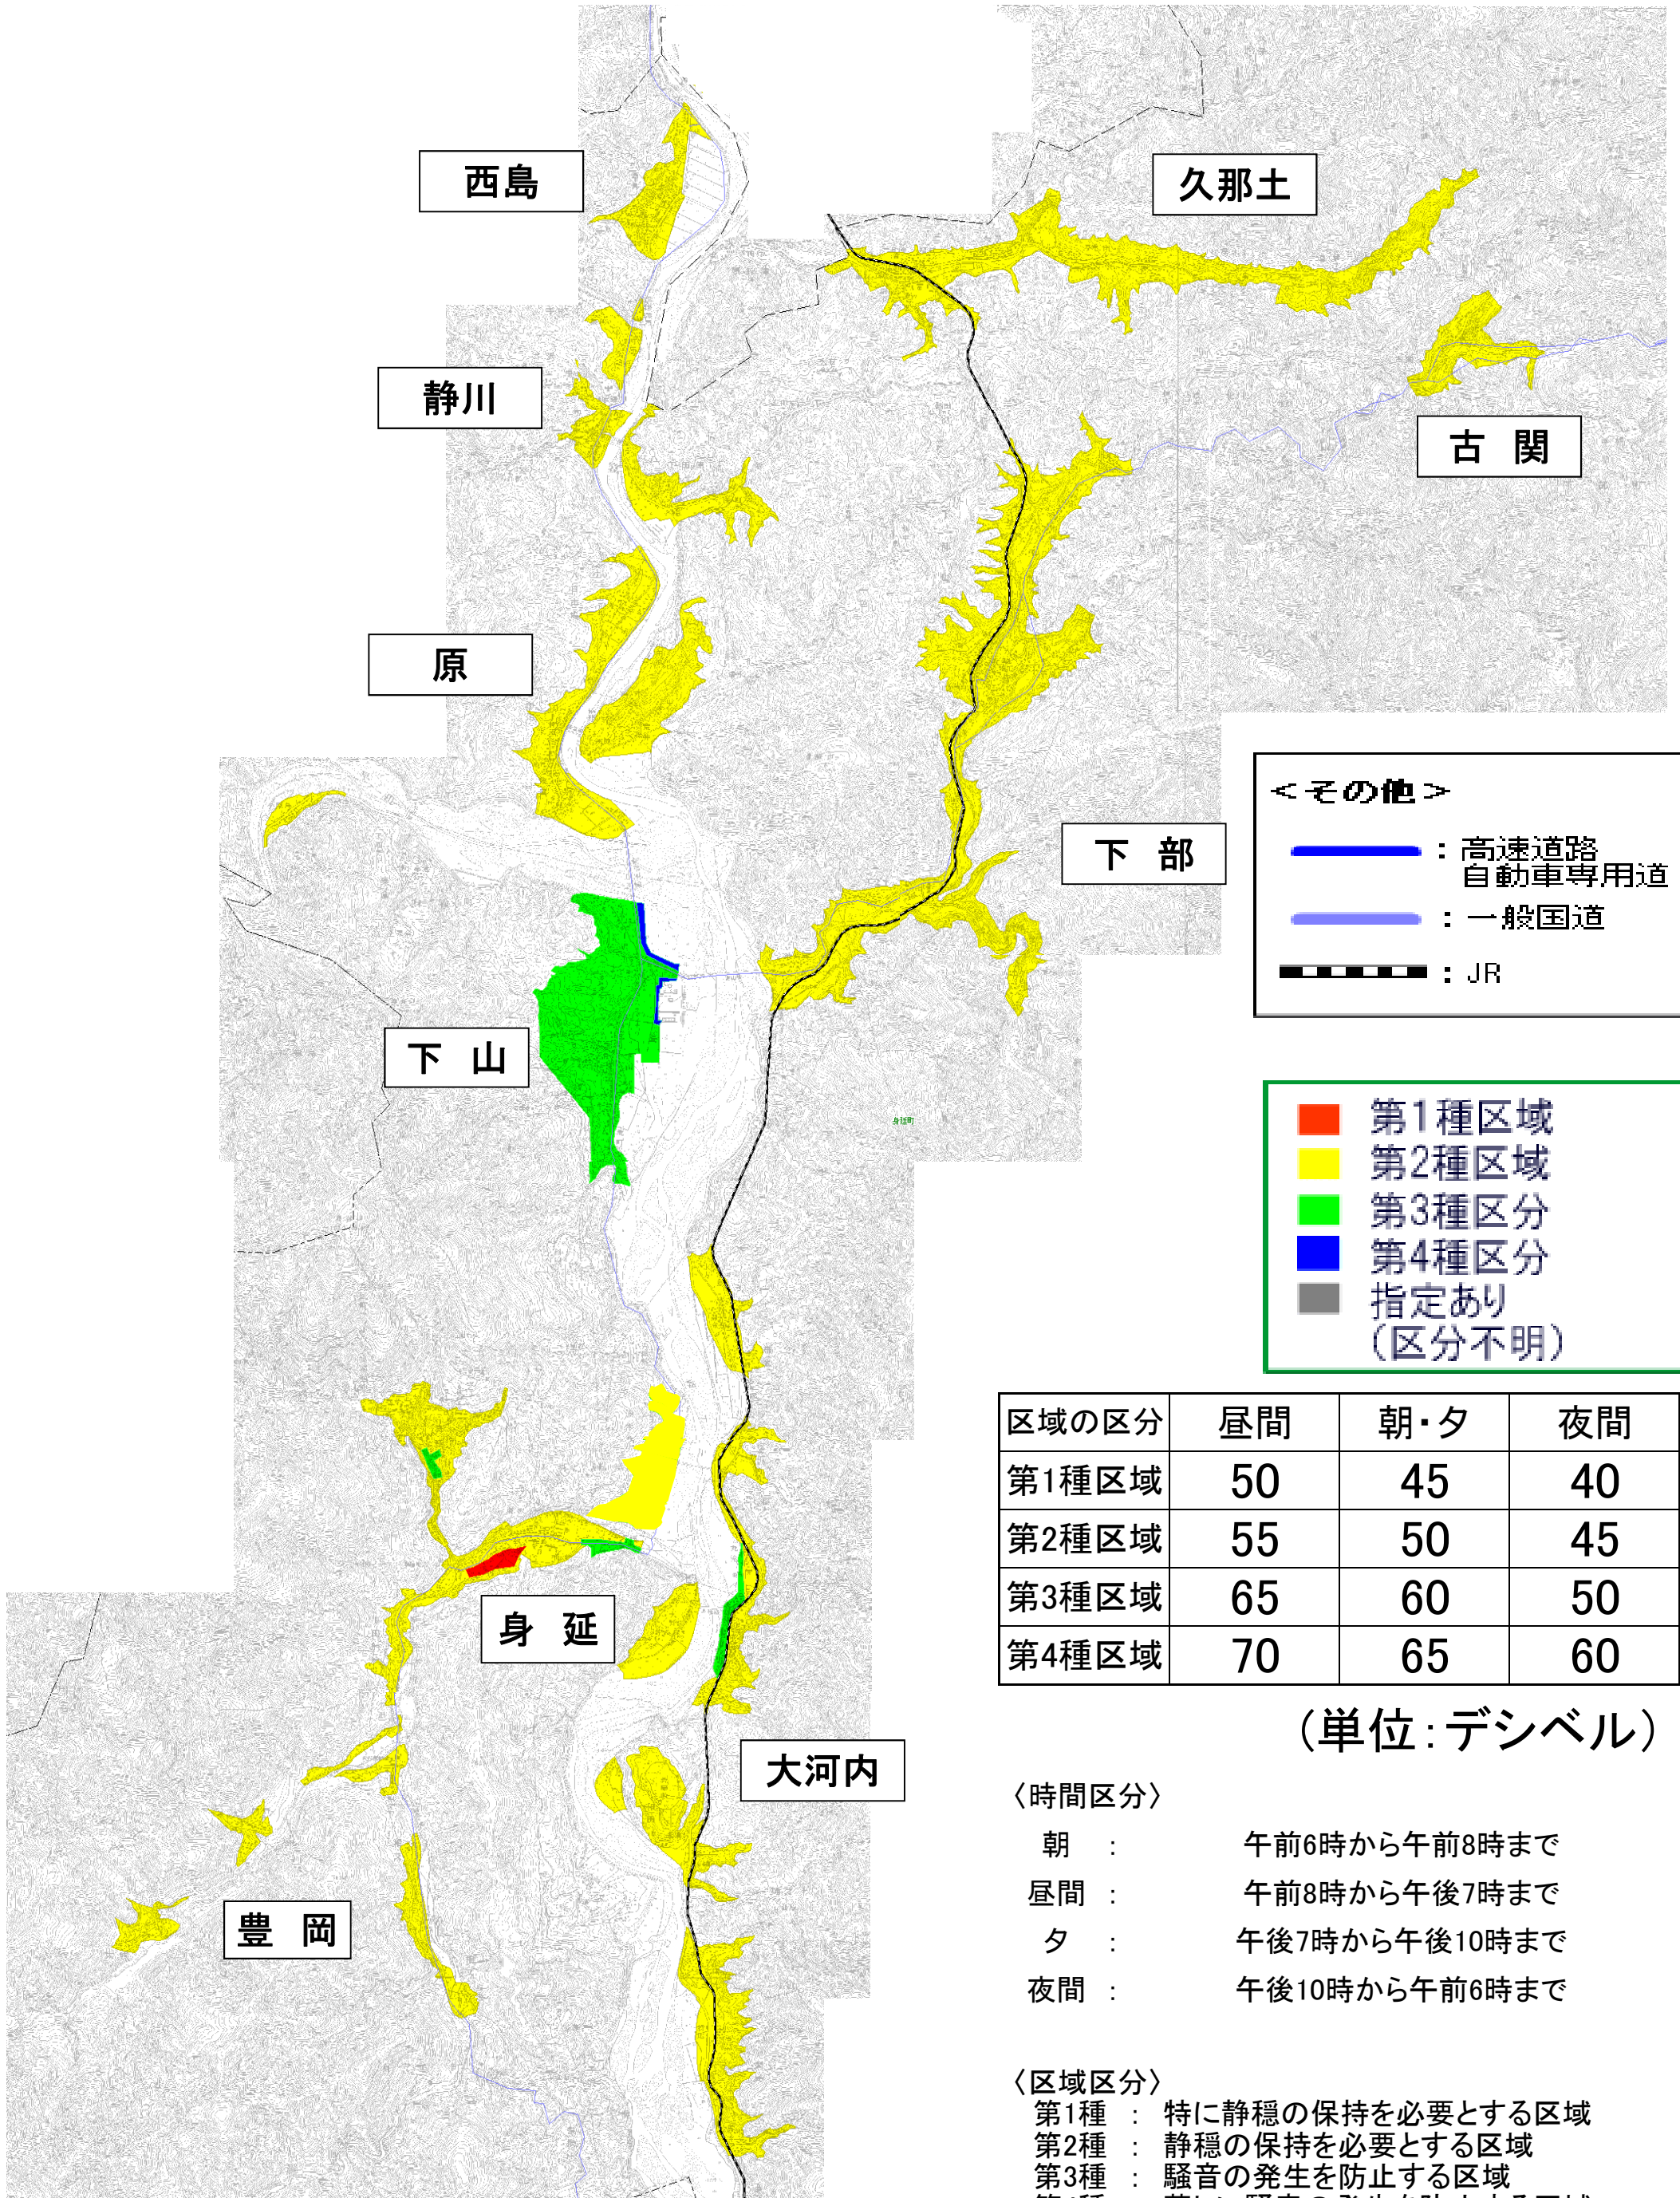 西島
久那土
静川
古 関
原
<その他>
: 高速道路
自動車専用道
: 一般国道
: JR
下 部
下 山
身延町
第1種区域
第2種区域
第3種区分
第4種区分
指定あり
(区分不明)
区域の区分 昼間 朝・夕 夜間
第1種区域 50 45 40
第2種区域 55 50 45
第3種区域 65 60 50
第4種区域 70 65 60
(単位:デシベル)
身 延
大河内
豊 岡
〈時間区分〉
朝 : 午前6時から午前8時まで
昼間 : 午前8時から午後7時まで
夕 : 午後7時から午後10時まで
夜間 : 午後10時から午前6時まで
〈区域区分〉
第1種 : 特に静穏の保持を必要とする区域
第2種 : 静穏の保持を必要とする区域
第3種 : 騒音の発生を防止する区域